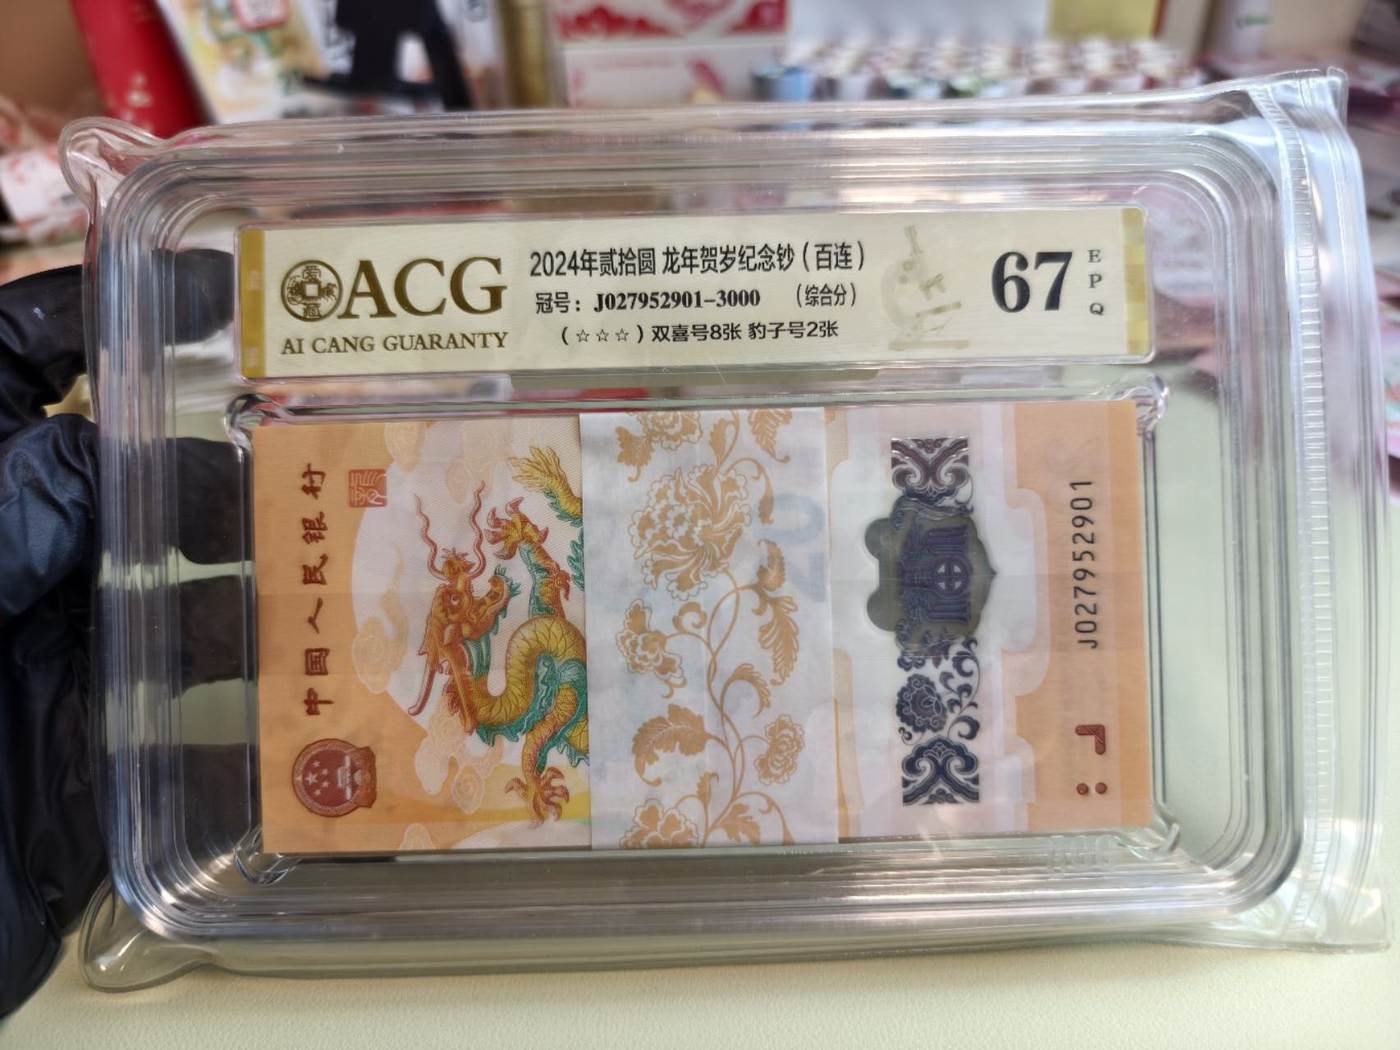 ACG
AI CANG GUARANTY
2024年贰拾圆 龙年贺岁纪念钞（百连）
冠号：J027952901-3000 （综合分）
（☆☆☆）双喜号8张 豹子号2张
67
EPQ
中国人民银行
20
J027952901